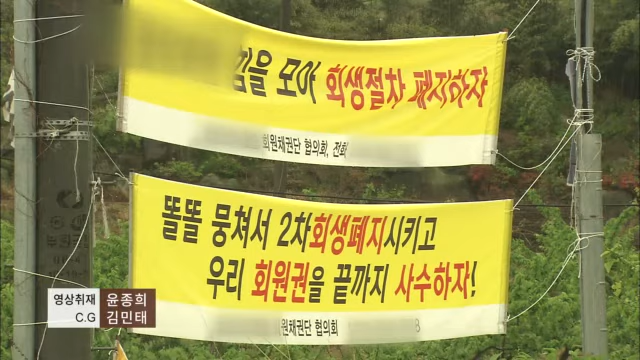 힘을 모아 회생절차 폐지하자
회원채권단 협의회, 전화
똘똘 뭉쳐서 2차회생폐지시키고
우리 회원권을 끝까지 사수하자!
원채권단 협의회
8
영상취재 윤종희
C.G 김민태